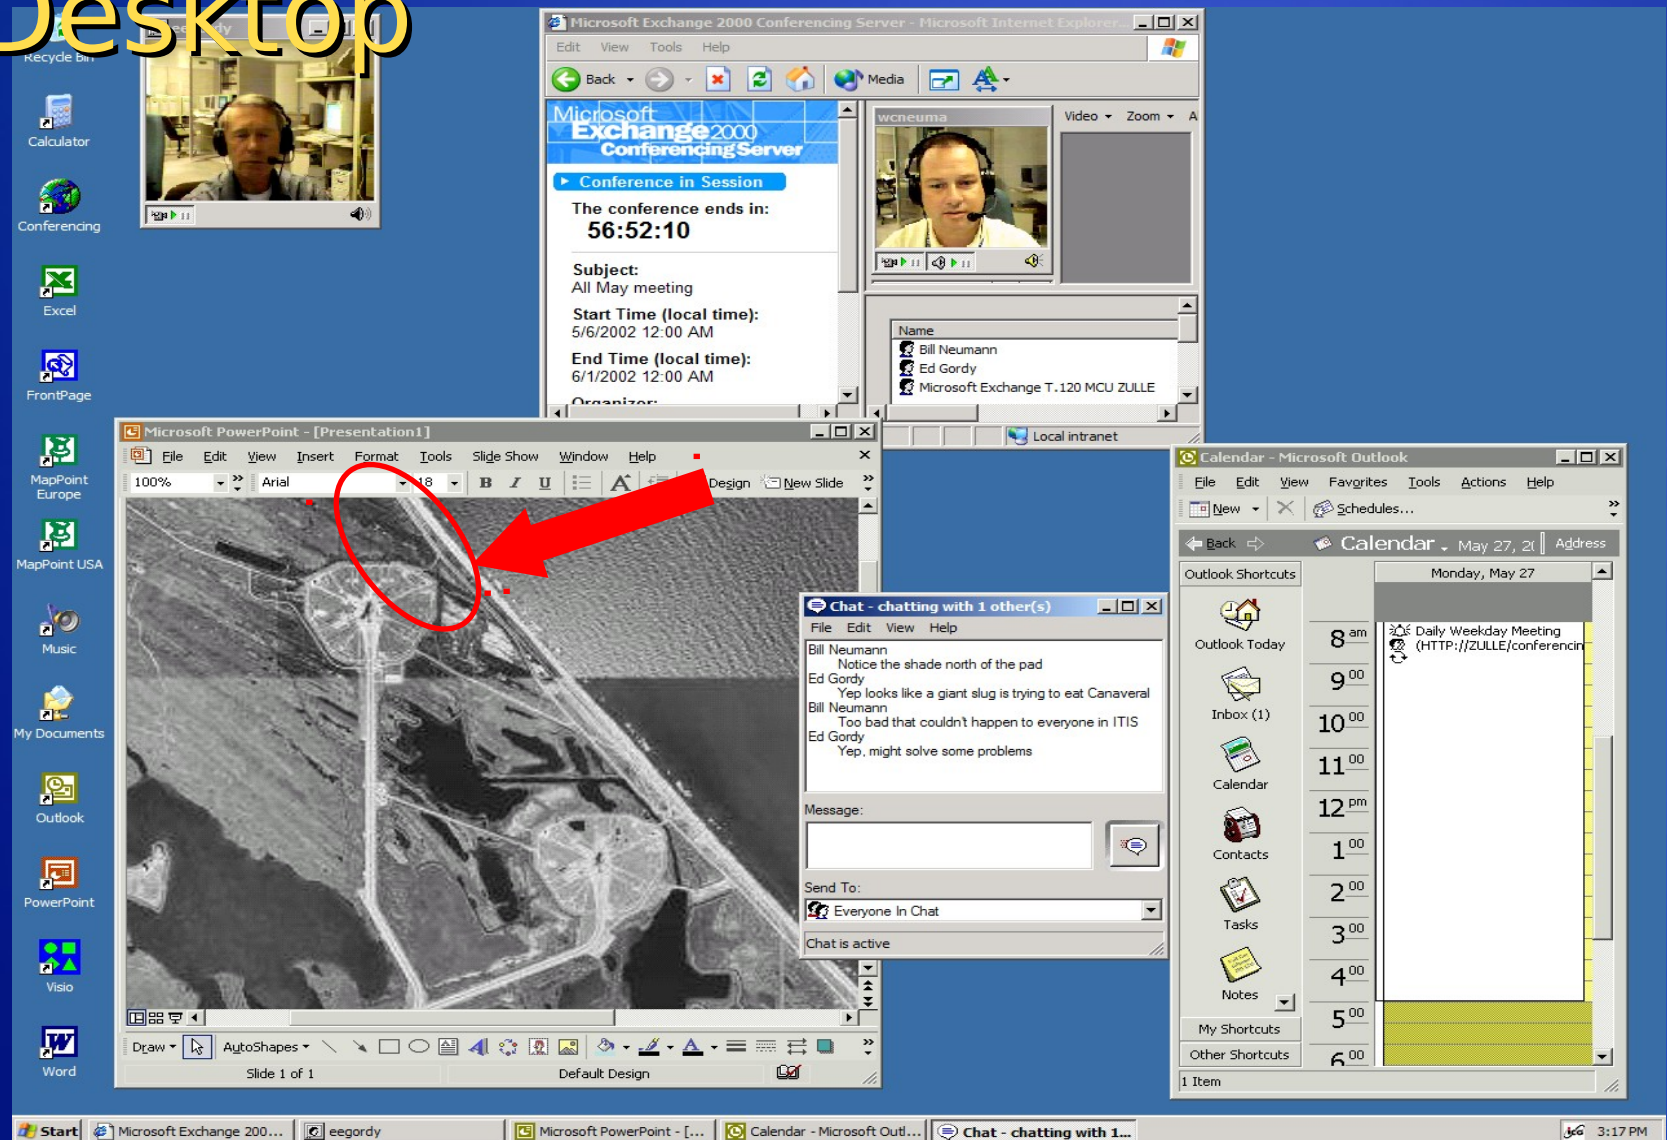 Desktop
Recycle Bin
Calculator
Conferencing
Excel
FrontPage
MapPoint
Europe
MapPoint USA
Music
My Documents
Outlook
PowerPoint
Visio
Word
Microsoft Exchange 2000 Conferencing Server - Microsoft Internet Explorer...
Edit View Tools Help
Back Media
Microsoft
Exchange 2000
Conferencing Server
Conference in Session
The conference ends in:
56:52:10
Subject:
All May meeting
Start Time (local time):
5/6/2002 12:00 AM
End Time (local time):
6/1/2002 12:00 AM
Organizer:
wcneuma
Video Zoom A
Name
Bill Neumann
Ed Gordy
Microsoft Exchange T.120 MCU ZULLE
Local intranet
Microsoft PowerPoint - [Presentation1]
File Edit View Insert Format Tools Slide Show Window Help
100% Arial 18 B I U A Design New Slide
Draw AutoShapes A
Slide 1 of 1 Default Design
Chat - chatting with 1 other(s)
File Edit View Help
Bill Neumann
Notice the shade north of the pad
Ed Gordy
Yep looks like a giant slug is trying to eat Canaveral
Bill Neumann
Too bad that couldn't happen to everyone in ITIS
Ed Gordy
Yep, might solve some problems
Message:
Send To:
Everyone In Chat
Chat is active
Calendar - Microsoft Outlook
File Edit View Favorites Tools Actions Help
New Schedules...
Back Calendar May 27, 20 Address
Outlook Shortcuts
Outlook Today
Inbox (1)
Calendar
Contacts
Tasks
Notes
My Shortcuts
Other Shortcuts
Monday, May 27
8 am
Daily Weekday Meeting
(HTTP://ZULLE/conferencin
9 00
10 00
11 00
12 pm
1 00
2 00
3 00
4 00
5 00
6 00
1 Item
Start
Microsoft Exchange 200...
eegordy
Microsoft PowerPoint - [...
Calendar - Microsoft Outl...
Chat - chatting with 1...
3:17 PM